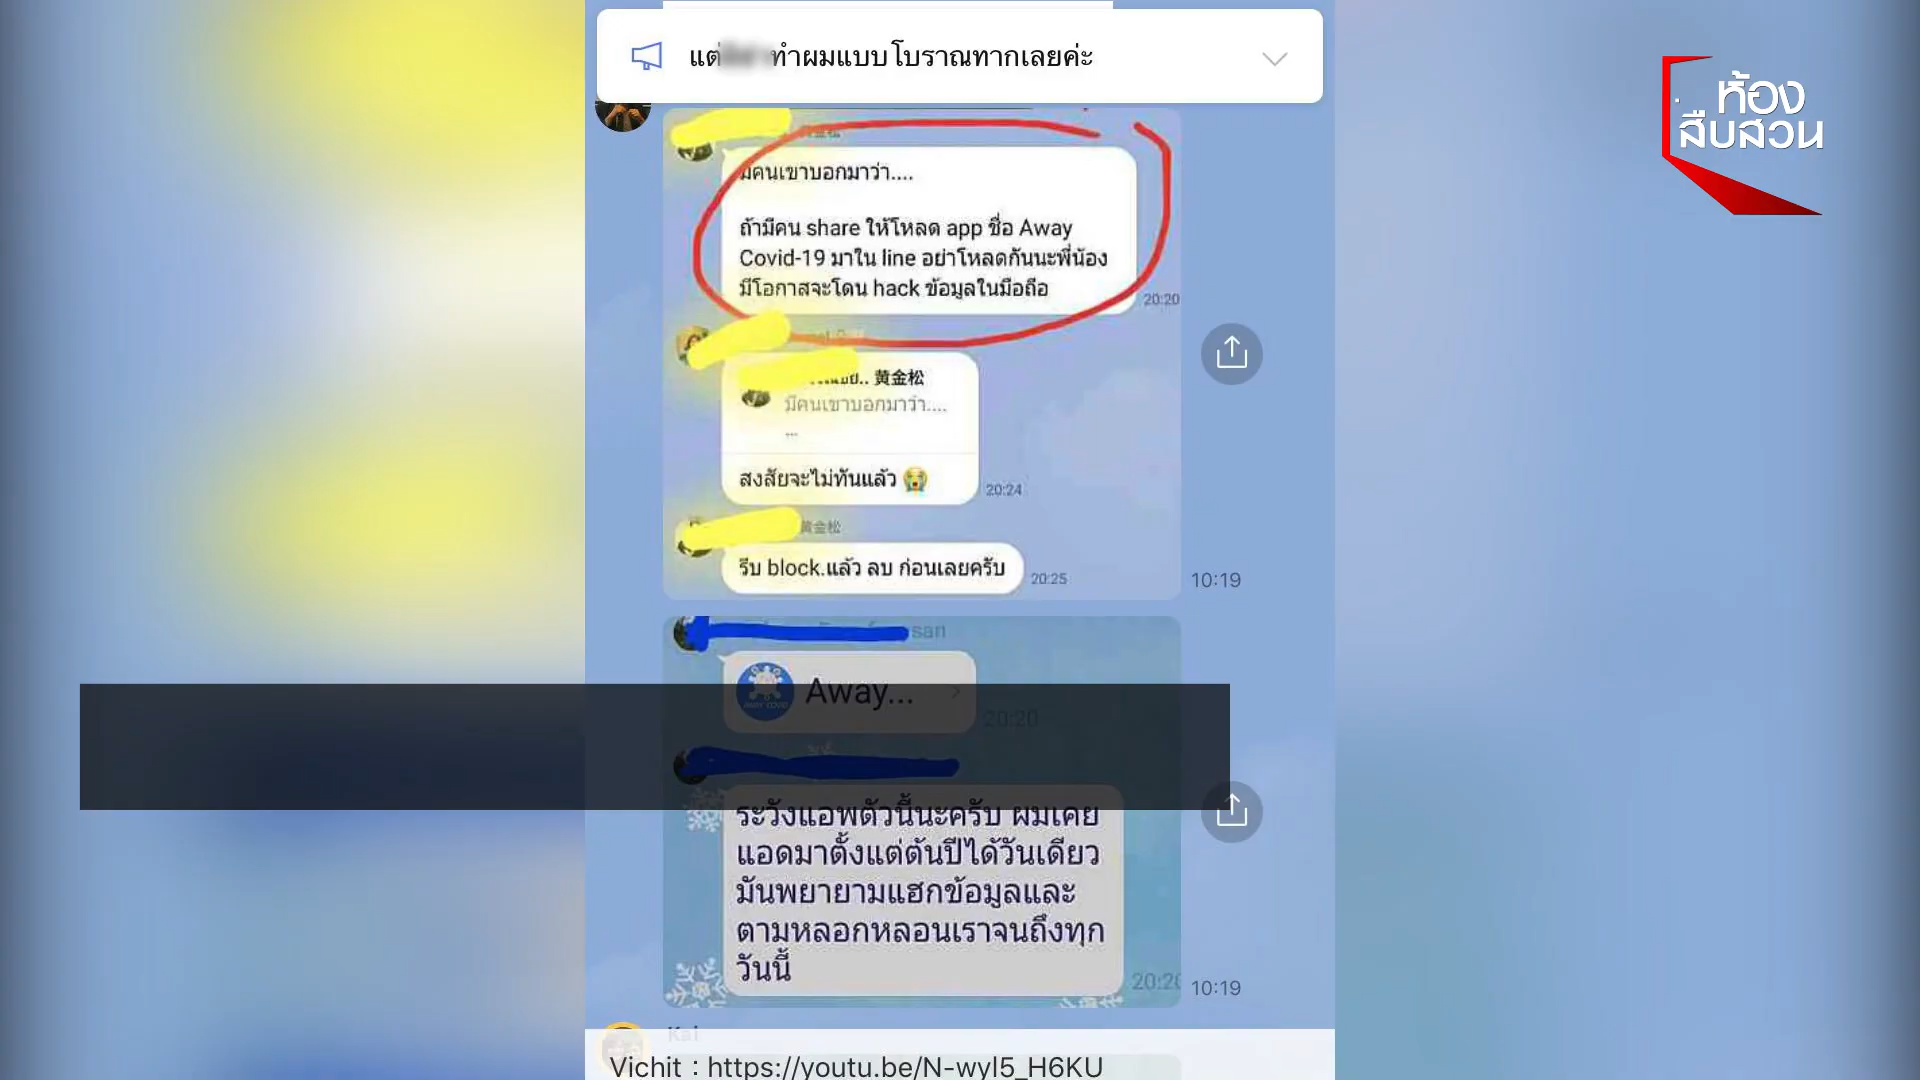 แต่ ทำผมแบบโบราณทากเลยค่ะ
ห้อง
สืบสวน
黄金松
มีคนเขาบอกมาว่า....
ถ้ามีคน share ให้โหลด app ชื่อ Away
Covid-19 มาใน line อย่าโหลดกันนะพี่น้อง
มีโอกาสจะโดน hack ข้อมูลในมือถือ
20:20
.. 黄金松
มีคนเขาบอกมาว่า....
...
สงสัยจะไม่ทันแล้ว 😭
20:24
黄金松
รีบ block.แล้ว ลบ ก่อนเลยครับ
20:25
10:19
san
Away...
20:20
ระวังแอพตัวนี้นะครับ ผมเคย
แอดมาตั้งแต่ต้นปีได้วันเดียว
มันพยายามแฮกข้อมูลและ
ตามหลอกหลอนเราจนถึงทุก
วันนี้
20:20
10:19
Kai
Vichit : https://youtu.be/N-wyl5_H6KU